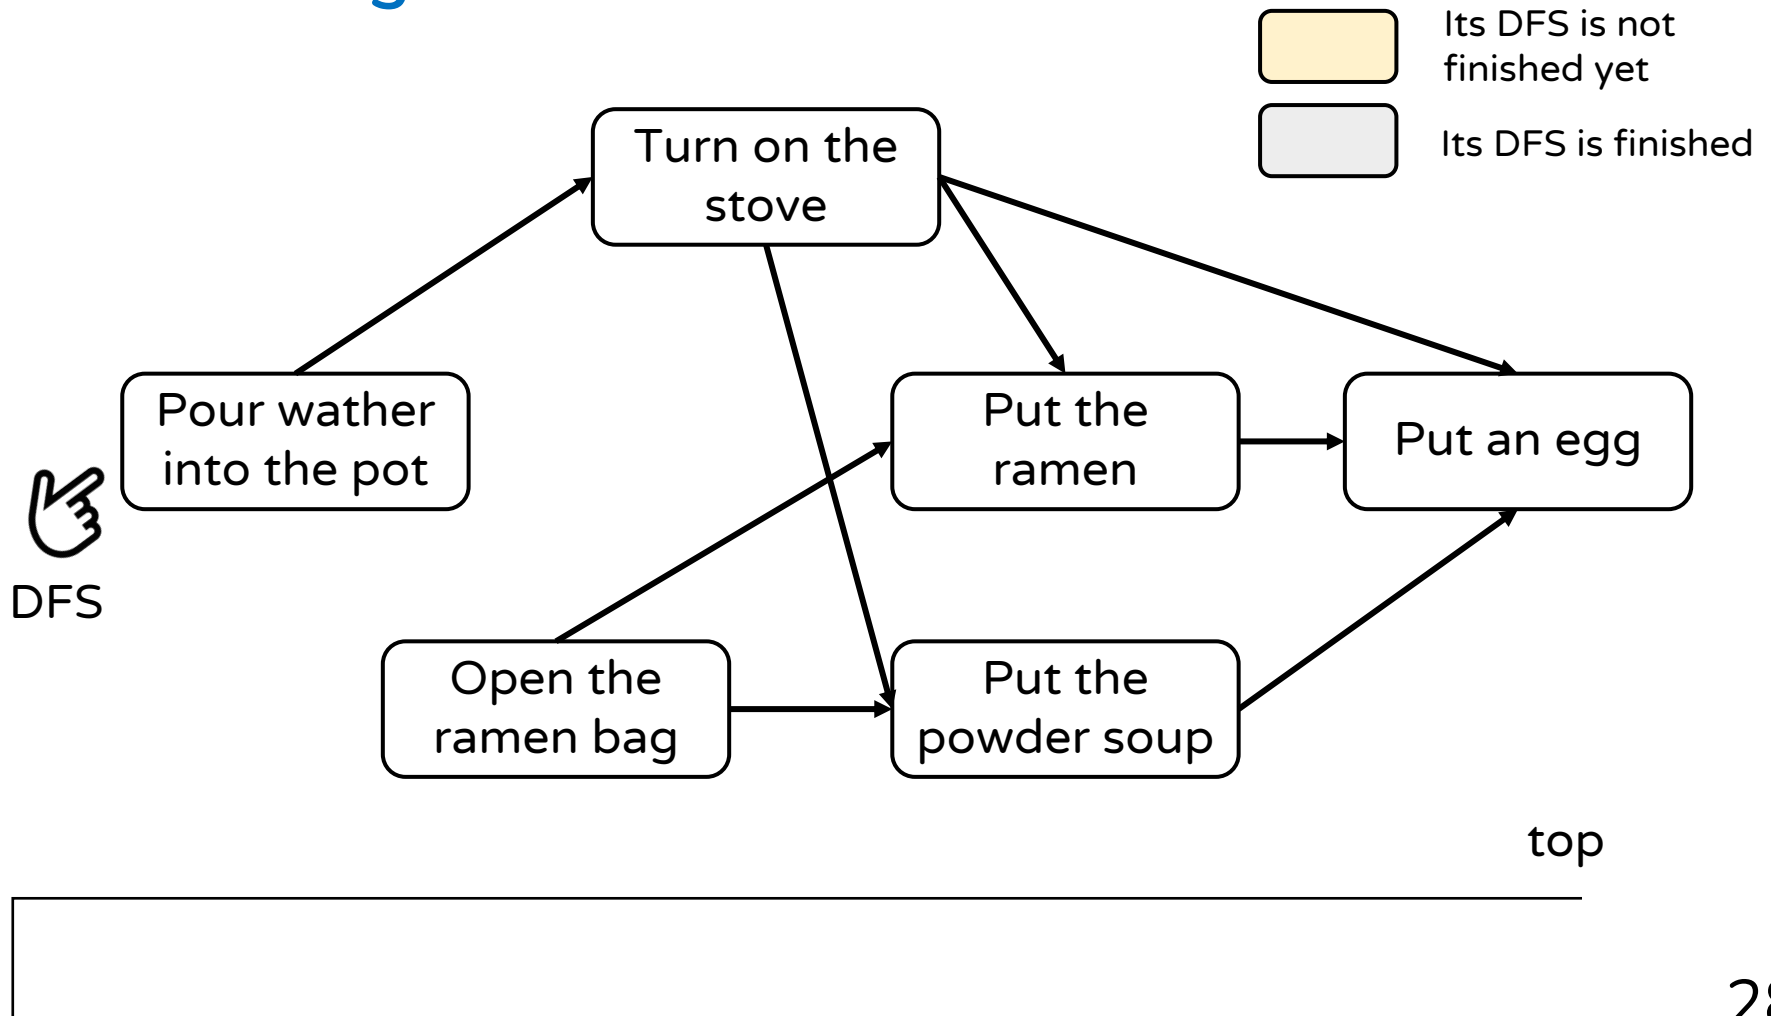 Its DFS is not
finished yet
Its DFS is finished
Turn on the
stove
Pour wather
into the pot
Put the
ramen
Put an egg
DFS
Open the
ramen bag
Put the
powder soup
top